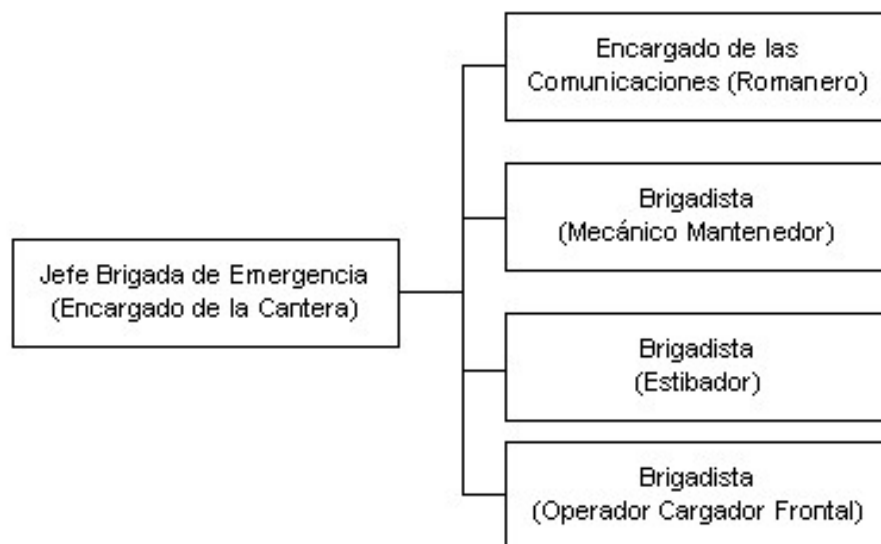 Encargado de las
Comunicaciones (Romanero)
Brigadista
(Mecánico Mantenedor)
Jefe Brigada de Emergencia
(Encargado de la Cantera)
Brigadista
(Estibador)
Brigadista
(Operador Cargador Frontal)